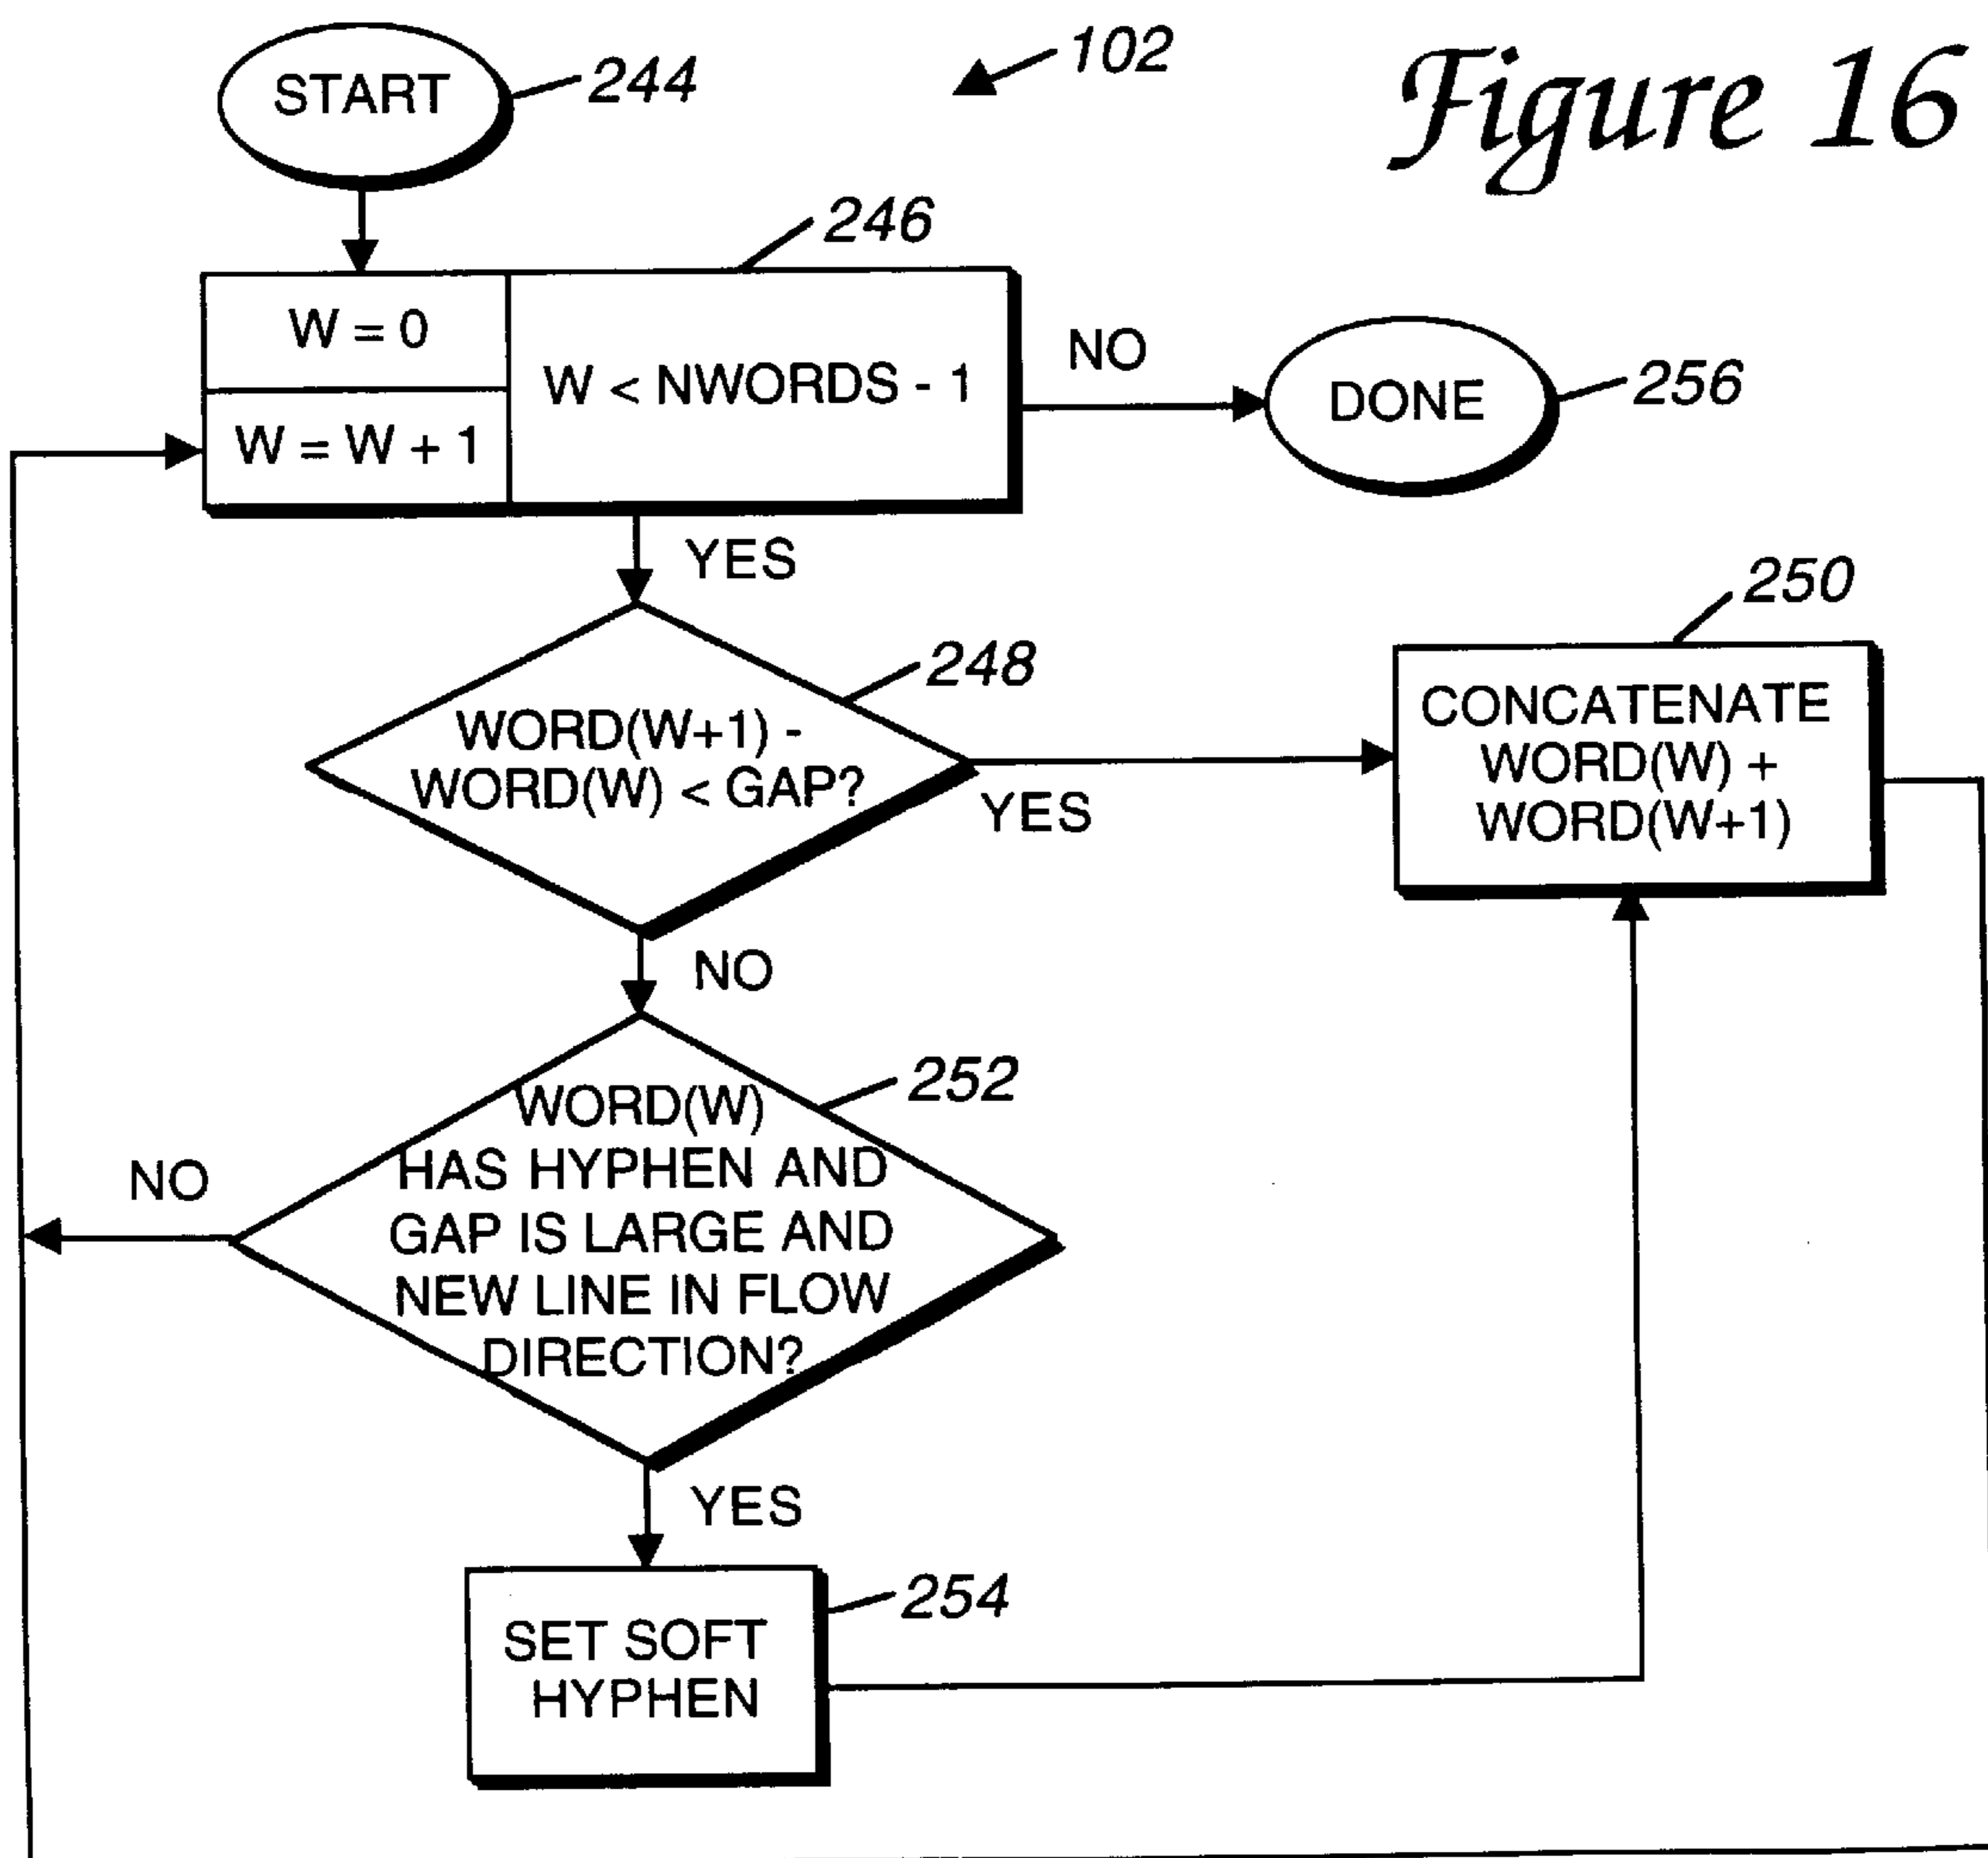 Figure 16
102
START
244
246
W = 0
W = W + 1
W < NWORDS - 1
NO
DONE
256
YES
248
WORD(W+1) -
WORD(W) < GAP?
YES
250
CONCATENATE
WORD(W) +
WORD(W+1)
NO
252
WORD(W)
HAS HYPHEN AND
GAP IS LARGE AND
NEW LINE IN FLOW
DIRECTION?
NO
YES
254
SET SOFT
HYPHEN